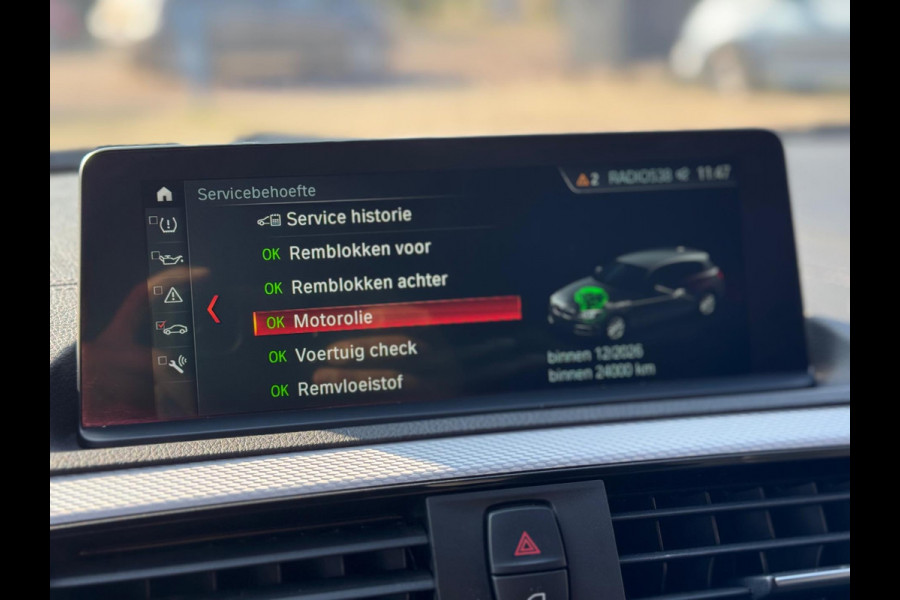 Servicebehoefte
2 RADIO538 11:47
Service historie
OK Remblokken voor
OK Remblokken achter
OK Motorolie
OK Voertuig check
OK Remvloeistof
binnen 12/2026
binnen 24000 km